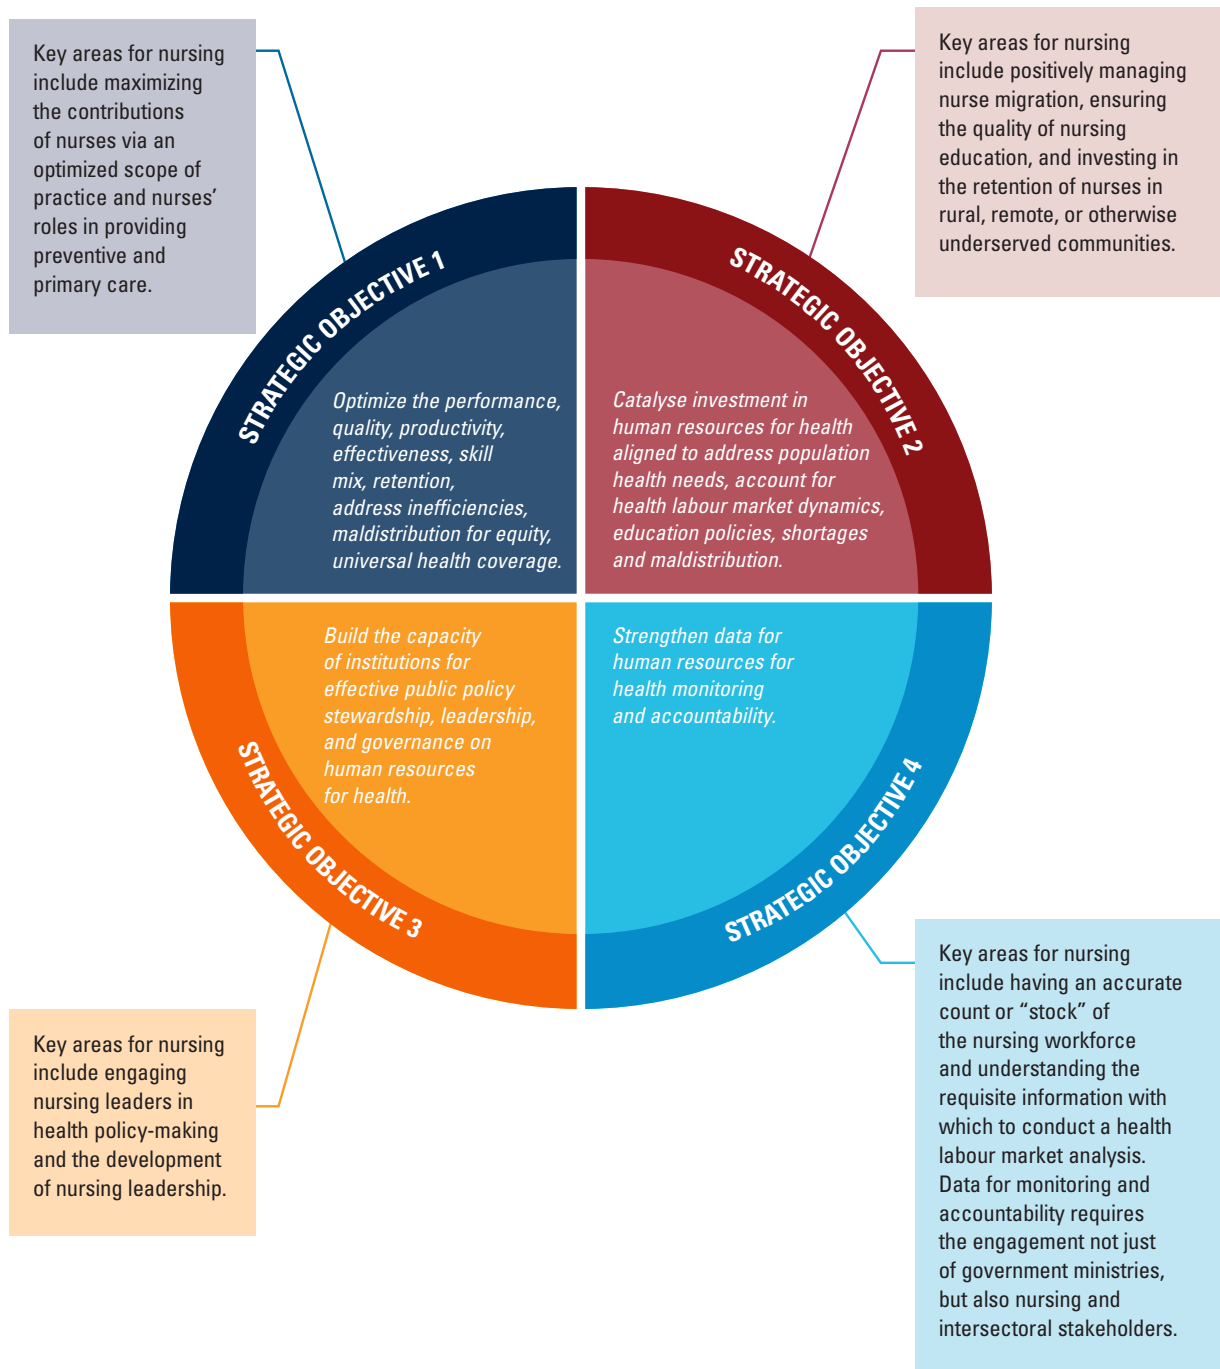 Key areas for nursing
include maximizing
the contributions
of nurses via an
optimized scope of
practice and nurses’
roles in providing
preventive and
primary care.
Key areas for nursing
include positively managing
nurse migration, ensuring
the quality of nursing
education, and investing in
the retention of nurses in
rural, remote, or otherwise
underserved communities.
STRATEGIC OBJECTIVE 1
Optimize the performance,
quality, productivity,
effectiveness, skill
mix, retention,
address inefficiencies,
maldistribution for equity,
universal health coverage.
STRATEGIC OBJECTIVE 2
Catalyse investment in
human resources for health
aligned to address population
health needs, account for
health labour market dynamics,
education policies, shortages
and maldistribution.
Build the capacity
of institutions for
effective public policy
stewardship, leadership,
and governance on
human resources
for health.
STRATEGIC OBJECTIVE 3
Strengthen data for
human resources for
health monitoring
and accountability.
STRATEGIC OBJECTIVE 4
Key areas for nursing
include engaging
nursing leaders in
health policy-making
and the development
of nursing leadership.
Key areas for nursing
include having an accurate
count or “stock” of
the nursing workforce
and understanding the
requisite information with
which to conduct a health
labour market analysis.
Data for monitoring and
accountability requires
the engagement not just
of government ministries,
but also nursing and
intersectoral stakeholders.